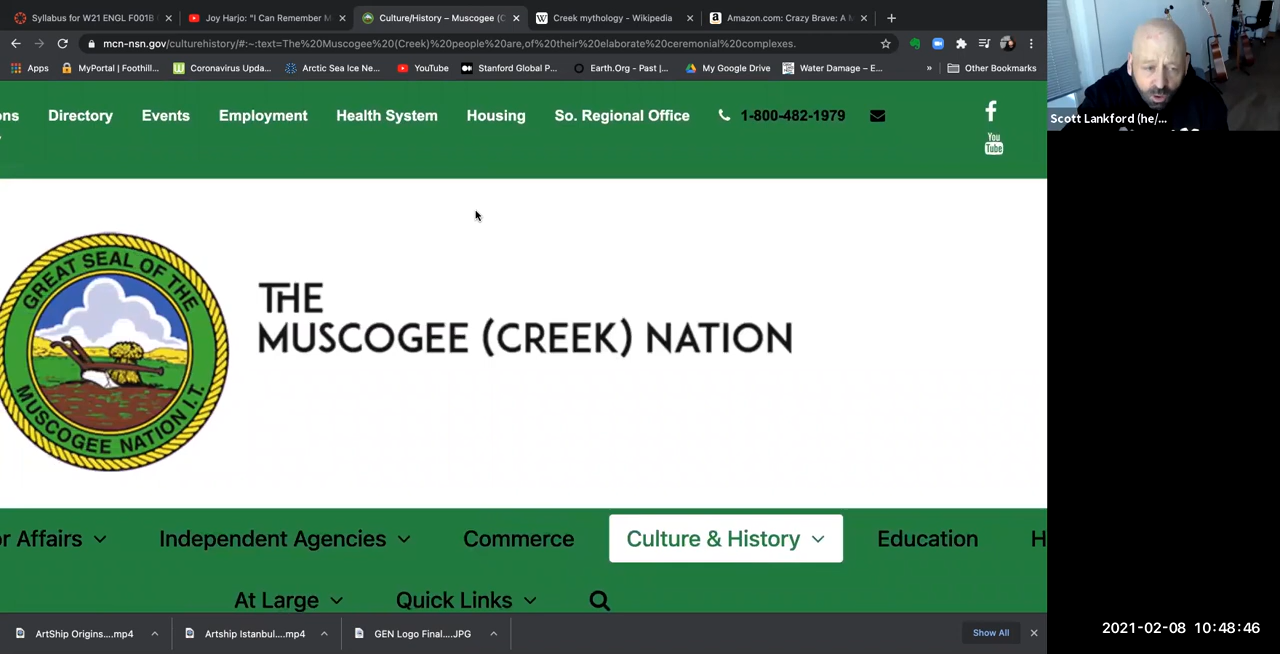 Syllabus for W21 ENGL F001B
Joy Harjo: "I Can Remember M
Culture/History – Muscogee (C
Creek mythology - Wikipedia
Amazon.com: Crazy Brave: A M
mcn-nsn.gov/culturehistory/#:~:text=The%20Muscogee%20(Creek)%20people%20are,of%20their%20elaborate%20ceremonial%20complexes.
Apps
MyPortal | Foothill...
Coronavirus Upda...
Arctic Sea Ice Ne...
YouTube
Stanford Global P...
Earth.Org - Past |...
My Google Drive
Water Damage – E...
»
Other Bookmarks
ns
Directory
Events
Employment
Health System
Housing
So. Regional Office
1-800-482-1979
You
Tube
GREAT SEAL OF THE
MUSCOGEE NATION I.T.
THE
MUSCOGEE (CREEK) NATION
r Affairs
Independent Agencies
Commerce
Culture & History
Education
H
At Large
Quick Links
ArtShip Origins....mp4
Artship Istanbul....mp4
GEN Logo Final....JPG
Show All
Scott Lankford (he/...
2021-02-08 10:48:46